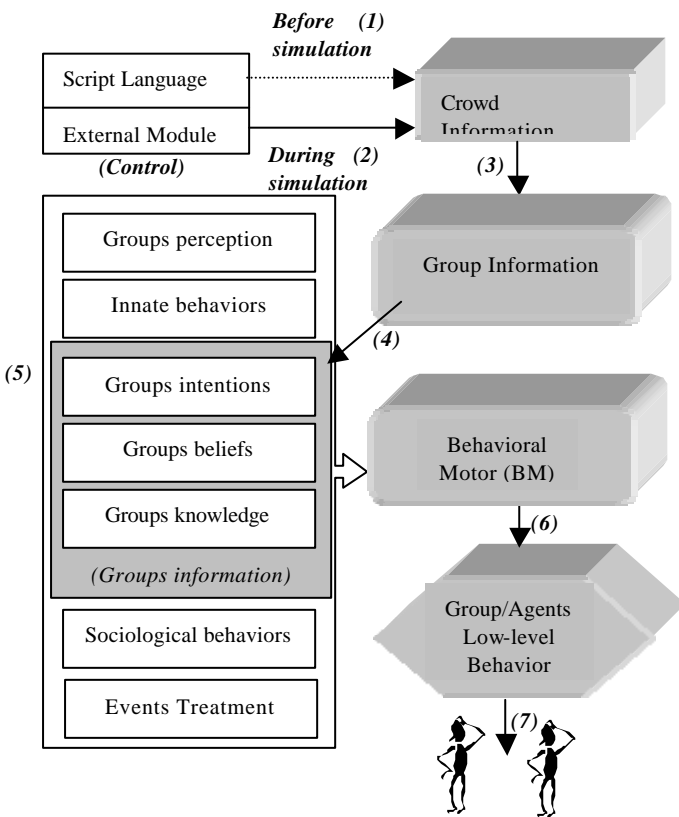 Before (1)
simulation
Script Language
External Module
(Control)
During (2)
simulation
Crowd
Information
(3)
Group Information
(4)
Groups perception
Innate behaviors
(5)
Groups intentions
Groups beliefs
Groups knowledge
(Groups information)
Sociological behaviors
Events Treatment
Behavioral
Motor (BM)
(6)
Group/Agents
Low-level
Behavior
(7)